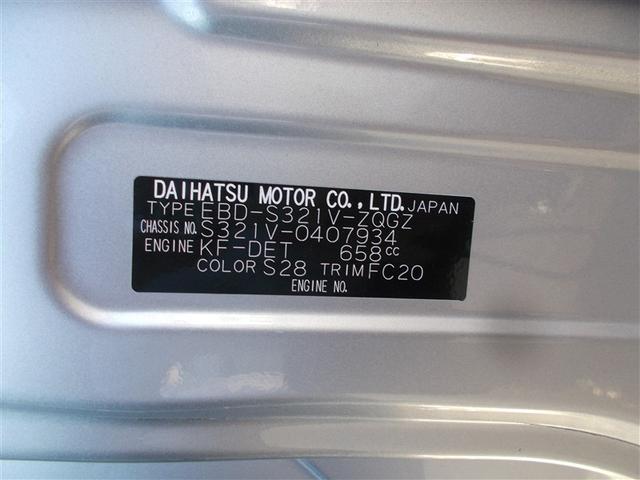 DAIHATSU MOTOR CO.,LTD. JAPAN
TYPE EBD-S321V-ZQGZ
CHASSIS NO. S321V-0407934
ENGINE KF-DET 658CC
COLOR S28 TRIM FC20
ENGINE NO.